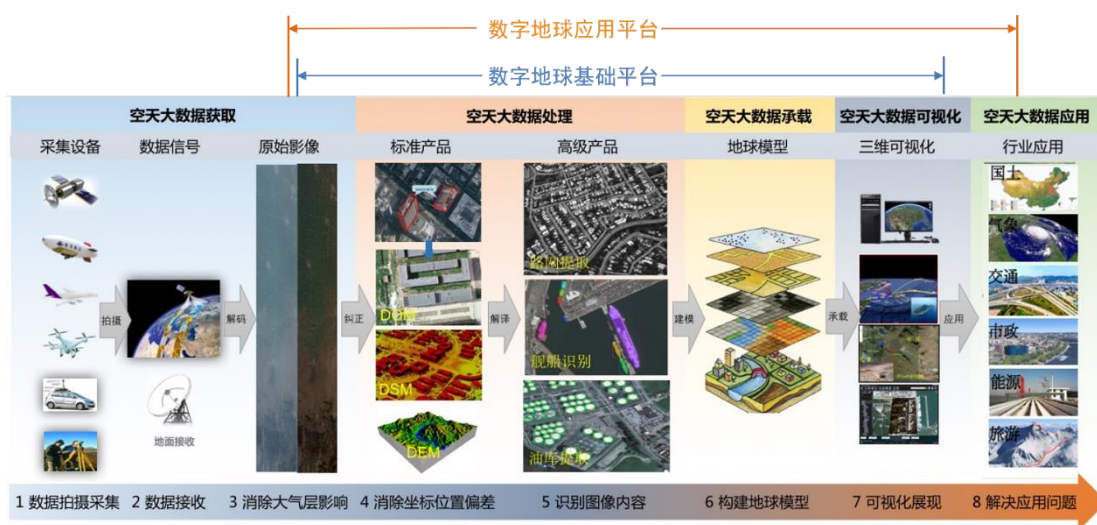 数字地球应用平台
数字地球基础平台
空天大数据获取
空天大数据处理
空天大数据承载
空天大数据可视化
空天大数据应用
采集设备
数据信号
原始影像
标准产品
高级产品
地球模型
三维可视化
行业应用
拍摄
解码
纠正
解译
建模
承载
应用
地面接收
DOM
DSM
DEM
路网提取
舰船识别
油库提取
国土
气象
交通
市政
能源
旅游
1 数据拍摄采集
2 数据接收
3 消除大气层影响
4 消除坐标位置偏差
5 识别图像内容
6 构建地球模型
7 可视化展现
8 解决应用问题